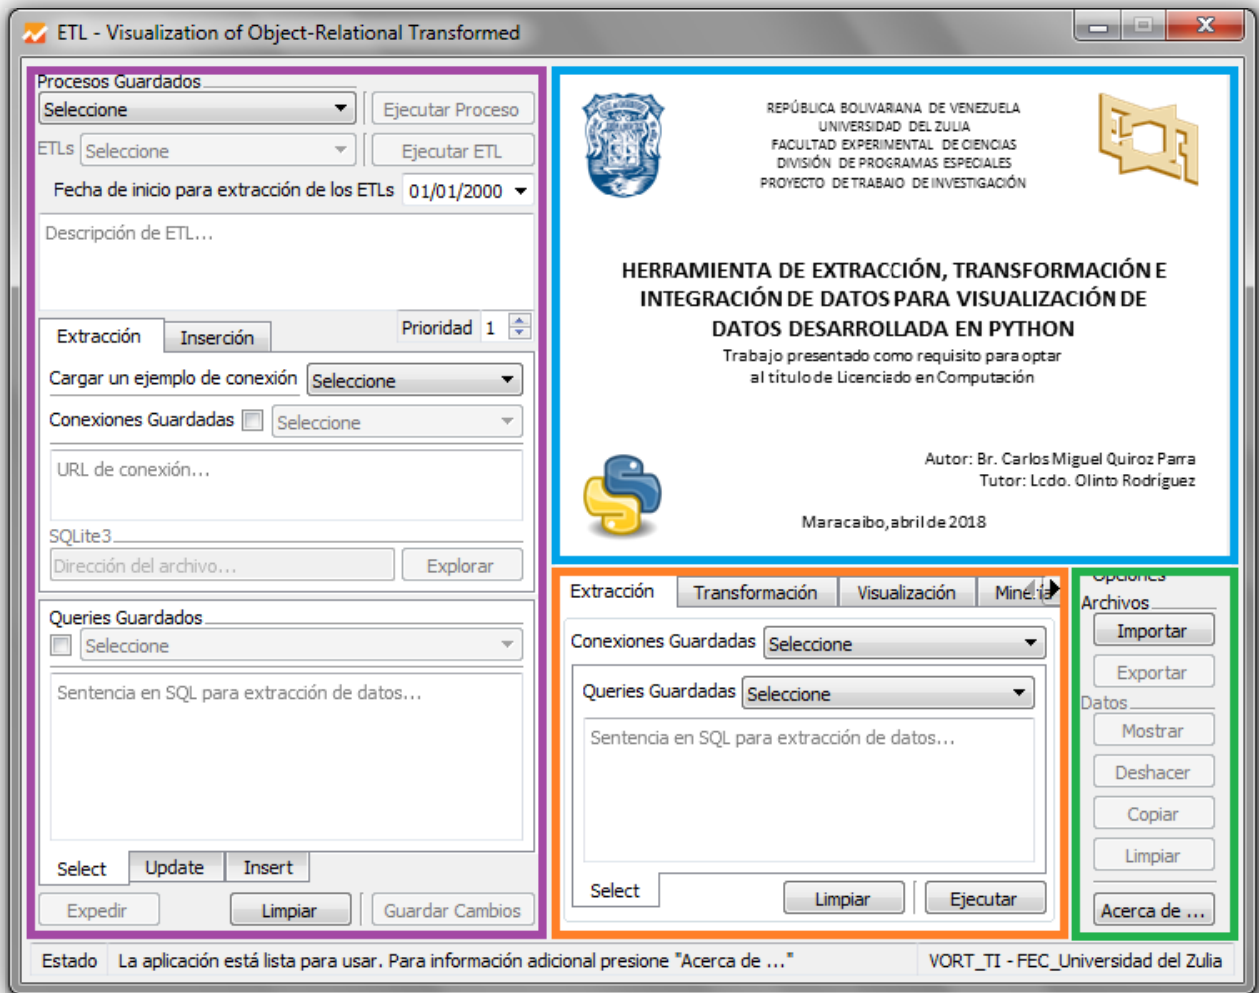 ETL - Visualization of Object-Relational Transformed
Procesos Guardados
Seleccione
Ejecutar Proceso
ETLs
Seleccione
Ejecutar ETL
Fecha de inicio para extracción de los ETLs
01/01/2000
Descripción de ETL...
Extracción
Inserción
Prioridad
1
Cargar un ejemplo de conexión
Seleccione
Conexiones Guardadas
Seleccione
URL de conexión...
SQLite3
Dirección del archivo...
Explorar
Queries Guardados
Seleccione
Sentencia en SQL para extracción de datos...
Select
Update
Insert
Expedir
Limpiar
Guardar Cambios
REPÚBLICA BOLIVARIANA DE VENEZUELA
UNIVERSIDAD DEL ZULIA
FACULTAD EXPERIMENTAL DE CIENCIAS
DIVISIÓN DE PROGRAMAS ESPECIALES
PROYECTO DE TRABAJO DE INVESTIGACIÓN
HERRAMIENTA DE EXTRACCIÓN, TRANSFORMACIÓN E
INTEGRACIÓN DE DATOS PARA VISUALIZACIÓN DE
DATOS DESARROLLADA EN PYTHON
Trabajo presentado como requisito para optar
al título de Licenciado en Computación
Autor: Br. Carlos Miguel Quiroz Parra
Tutor: Lcdo. Olinto Rodríguez
Maracaibo, abril de 2018
Extracción
Transformación
Visualización
Minería
Conexiones Guardadas
Seleccione
Queries Guardadas
Seleccione
Sentencia en SQL para extracción de datos...
Select
Limpiar
Ejecutar
Opciones
Archivos
Importar
Exportar
Datos
Mostrar
Deshacer
Copiar
Limpiar
Acerca de ...
Estado
La aplicación está lista para usar. Para información adicional presione "Acerca de ..."
VORT_TI - FEC_Universidad del Zulia